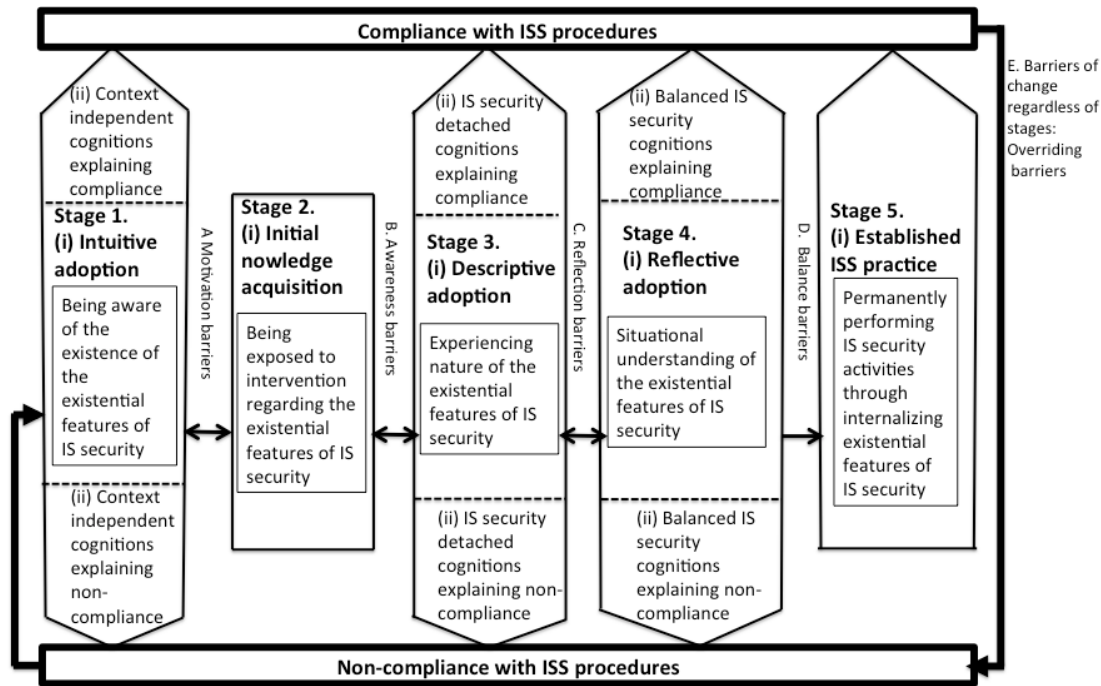 Compliance with ISS procedures
(ii) Context
independent
cognitions
explaining
compliance
Stage 1.
(i) Intuitive
adoption
Being aware
of the
existence of
the
existential
features of
IS security
(ii) Context
independent
cognitions
explaining
non-
compliance
A Motivation barriers
Stage 2.
(i) Initial
nowledge
acquisition
Being
exposed to
intervention
regarding the
existential
features of IS
security
B. Awareness barriers
(ii) IS security
detached
cognitions
explaining
compliance
Stage 3.
(i) Descriptive
adoption
Experiencing
nature of the
existential
features of IS
security
(ii) IS security
detached
cognitions
explaining non-
compliance
C. Reflection barriers
(ii) Balanced IS
security
cognitions
explaining
compliance
Stage 4.
(i) Reflective
adoption
Situational
understanding of
the existential
features of IS
security
(ii) Balanced IS
security
cognitions
explaining non-
compliance
D. Balance barriers
Stage 5.
(i) Established
ISS practice
Permanently
performing
IS security
activities
through
internalizing
existential
features of
IS security
E. Barriers of
change
regardless of
stages:
Overriding
barriers
Non-compliance with ISS procedures